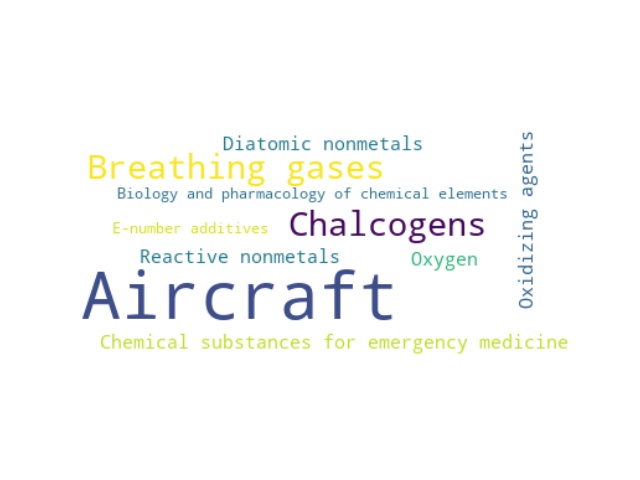 Diatomic nonmetals
Breathing gases
Biology and pharmacology of chemical elements
E-number additives
Chalcogens
Reactive nonmetals
Oxygen
Aircraft
Chemical substances for emergency medicine
Oxidizing agents